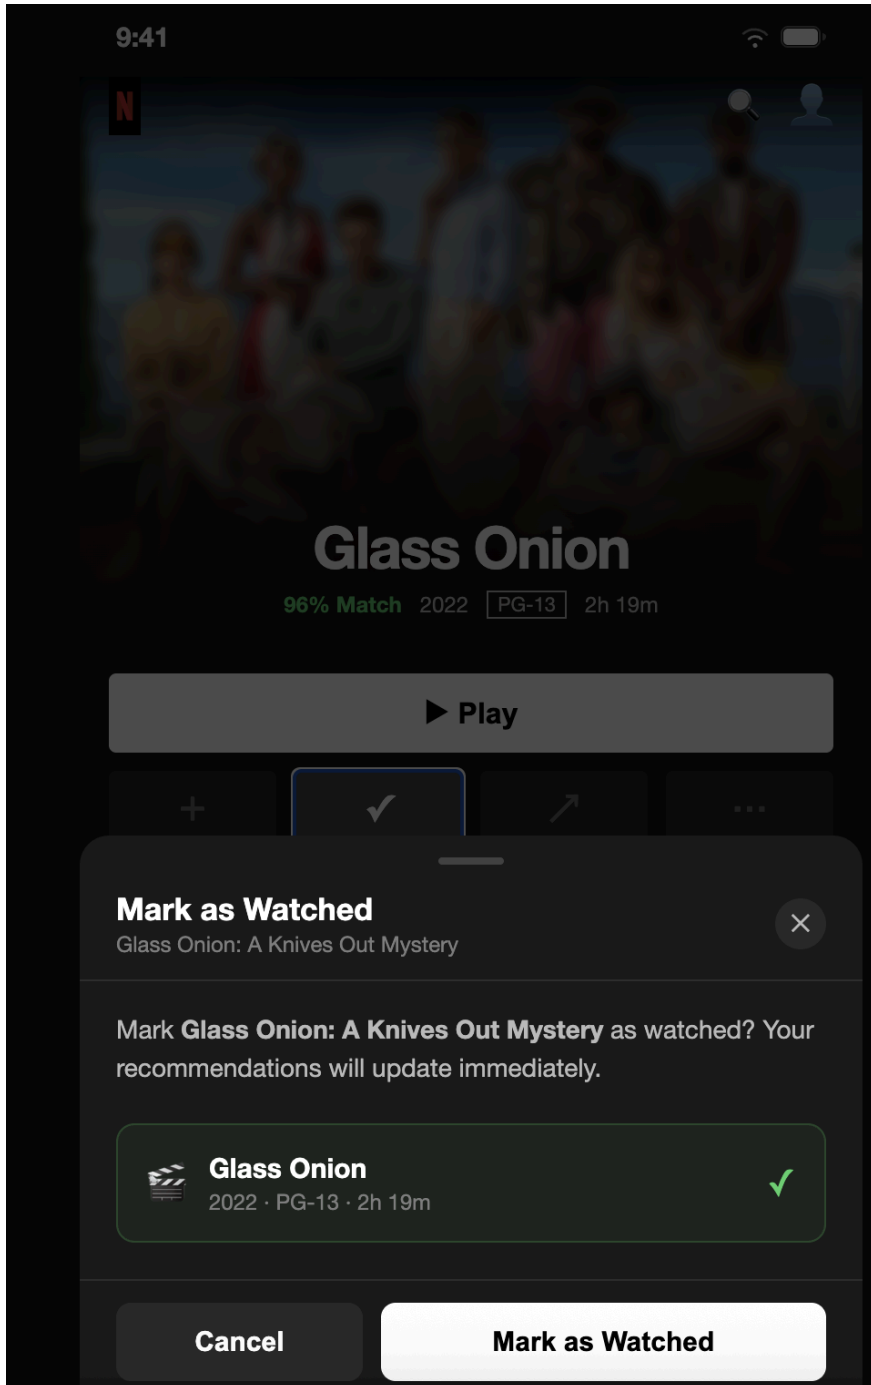 9:41
N
Glass Onion
96% Match 2022 PG-13 2h 19m
▶ Play
+ ✓ ↗ ...
Mark as Watched
Glass Onion: A Knives Out Mystery
Mark Glass Onion: A Knives Out Mystery as watched? Your
recommendations will update immediately.
Glass Onion
2022 · PG-13 · 2h 19m
Cancel Mark as Watched